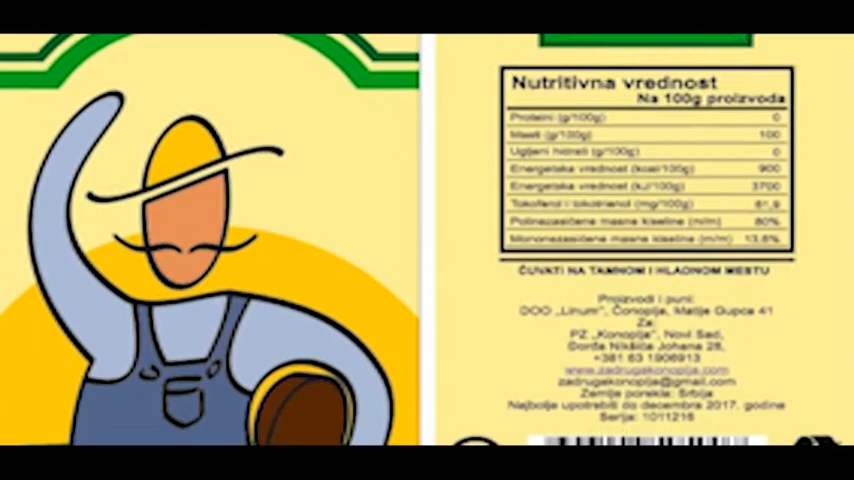 Nutritivna vrednost
Na 100g proizvoda
Proteini (g/100g) 0
Masti (g/100g) 100
Ugljeni hidrati (g/100g) 0
Energetska vrednost (kcal/100g) 900
Energetska vrednost (kJ/100g) 3700
Tokoferol i tokotrienol (mg/100g) 61,9
Polinezasićene masne kiseline (m/m) 80%
Mononezasićene masne kiseline (m/m) 13,6%
ČUVATI NA TAMNOM I HLADNOM MESTU
Proizvodi i puni:
DOO „Linum”, Čonoplja, Matije Gupca 41
Za:
PZ „Konoplja”, Novi Sad,
Đorđa Nikšića Johana 28,
+381 63 1906913
www.zadrugakonoplja.com
zadrugakonoplja@gmail.com
Zemlje porekla: Srbija
Najbolje upotrebiti do decembra 2017. godine
Serija: 1011216